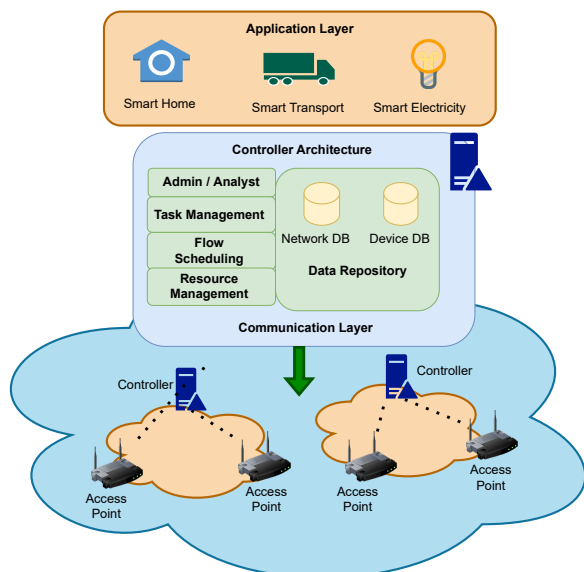 Application Layer
Smart Home
Smart Transport
Smart Electricity
Controller Architecture
Admin / Analyst
Task Management
Flow
Scheduling
Resource
Management
Network DB
Device DB
Data Repository
Communication Layer
Controller
Controller
Access
Point
Access
Point
Access
Point
Access
Point